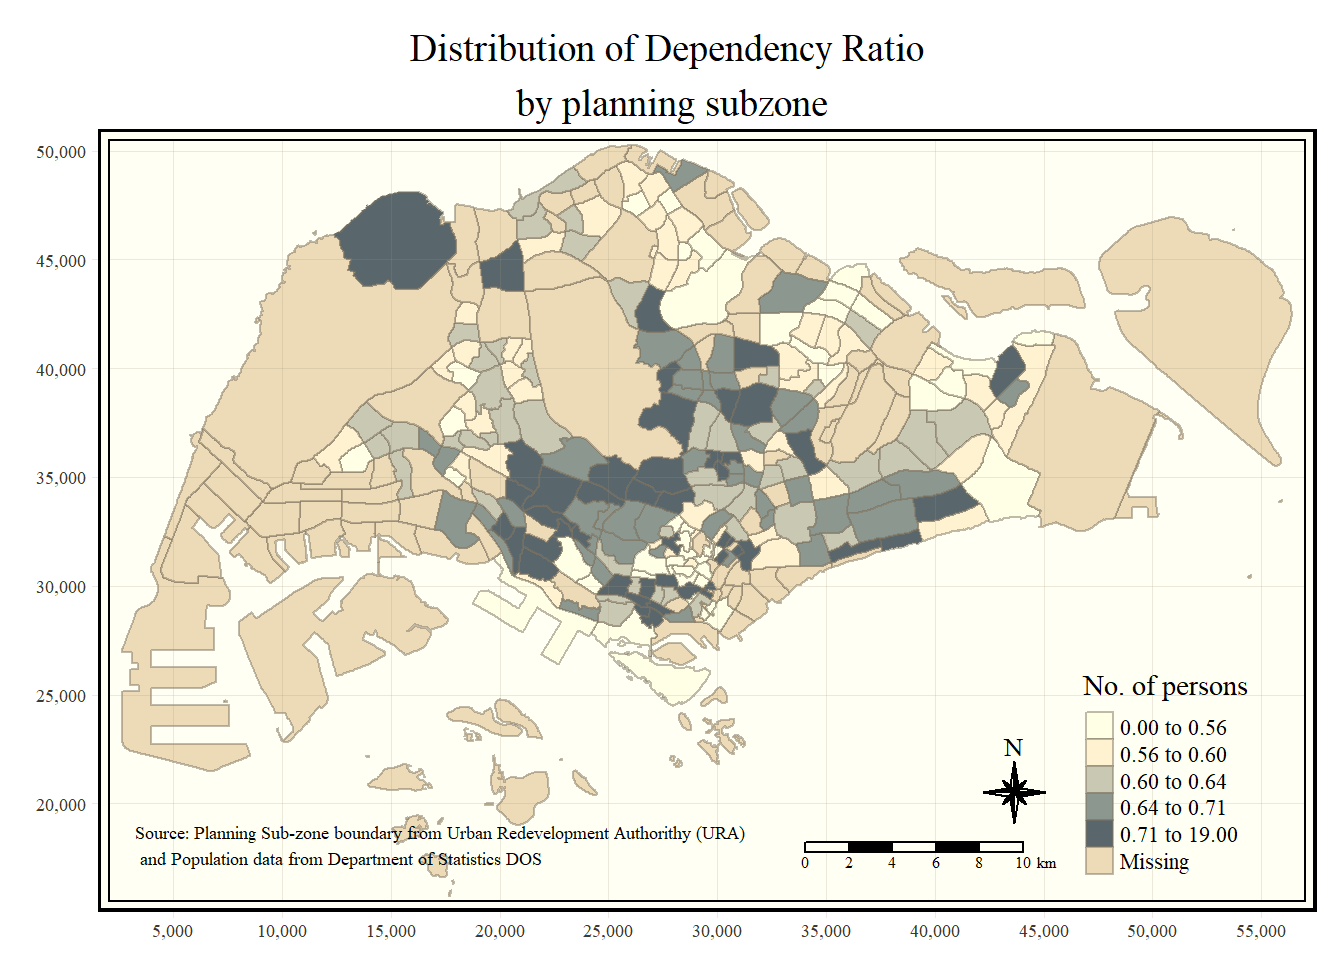 Distribution of Dependency Ratio
by planning subzone
50,000
45,000
40,000
35,000
30,000
25,000
20,000
No. of persons
0.00 to 0.56
0.56 to 0.60
0.60 to 0.64
0.64 to 0.71
0.71 to 19.00
Missing
N
Source: Planning Sub-zone boundary from Urban Redevelopment Authorithy (URA)
and Population data from Department of Statistics DOS
0 2 4 6 8 10 km
5,000 10,000 15,000 20,000 25,000 30,000 35,000 40,000 45,000 50,000 55,000